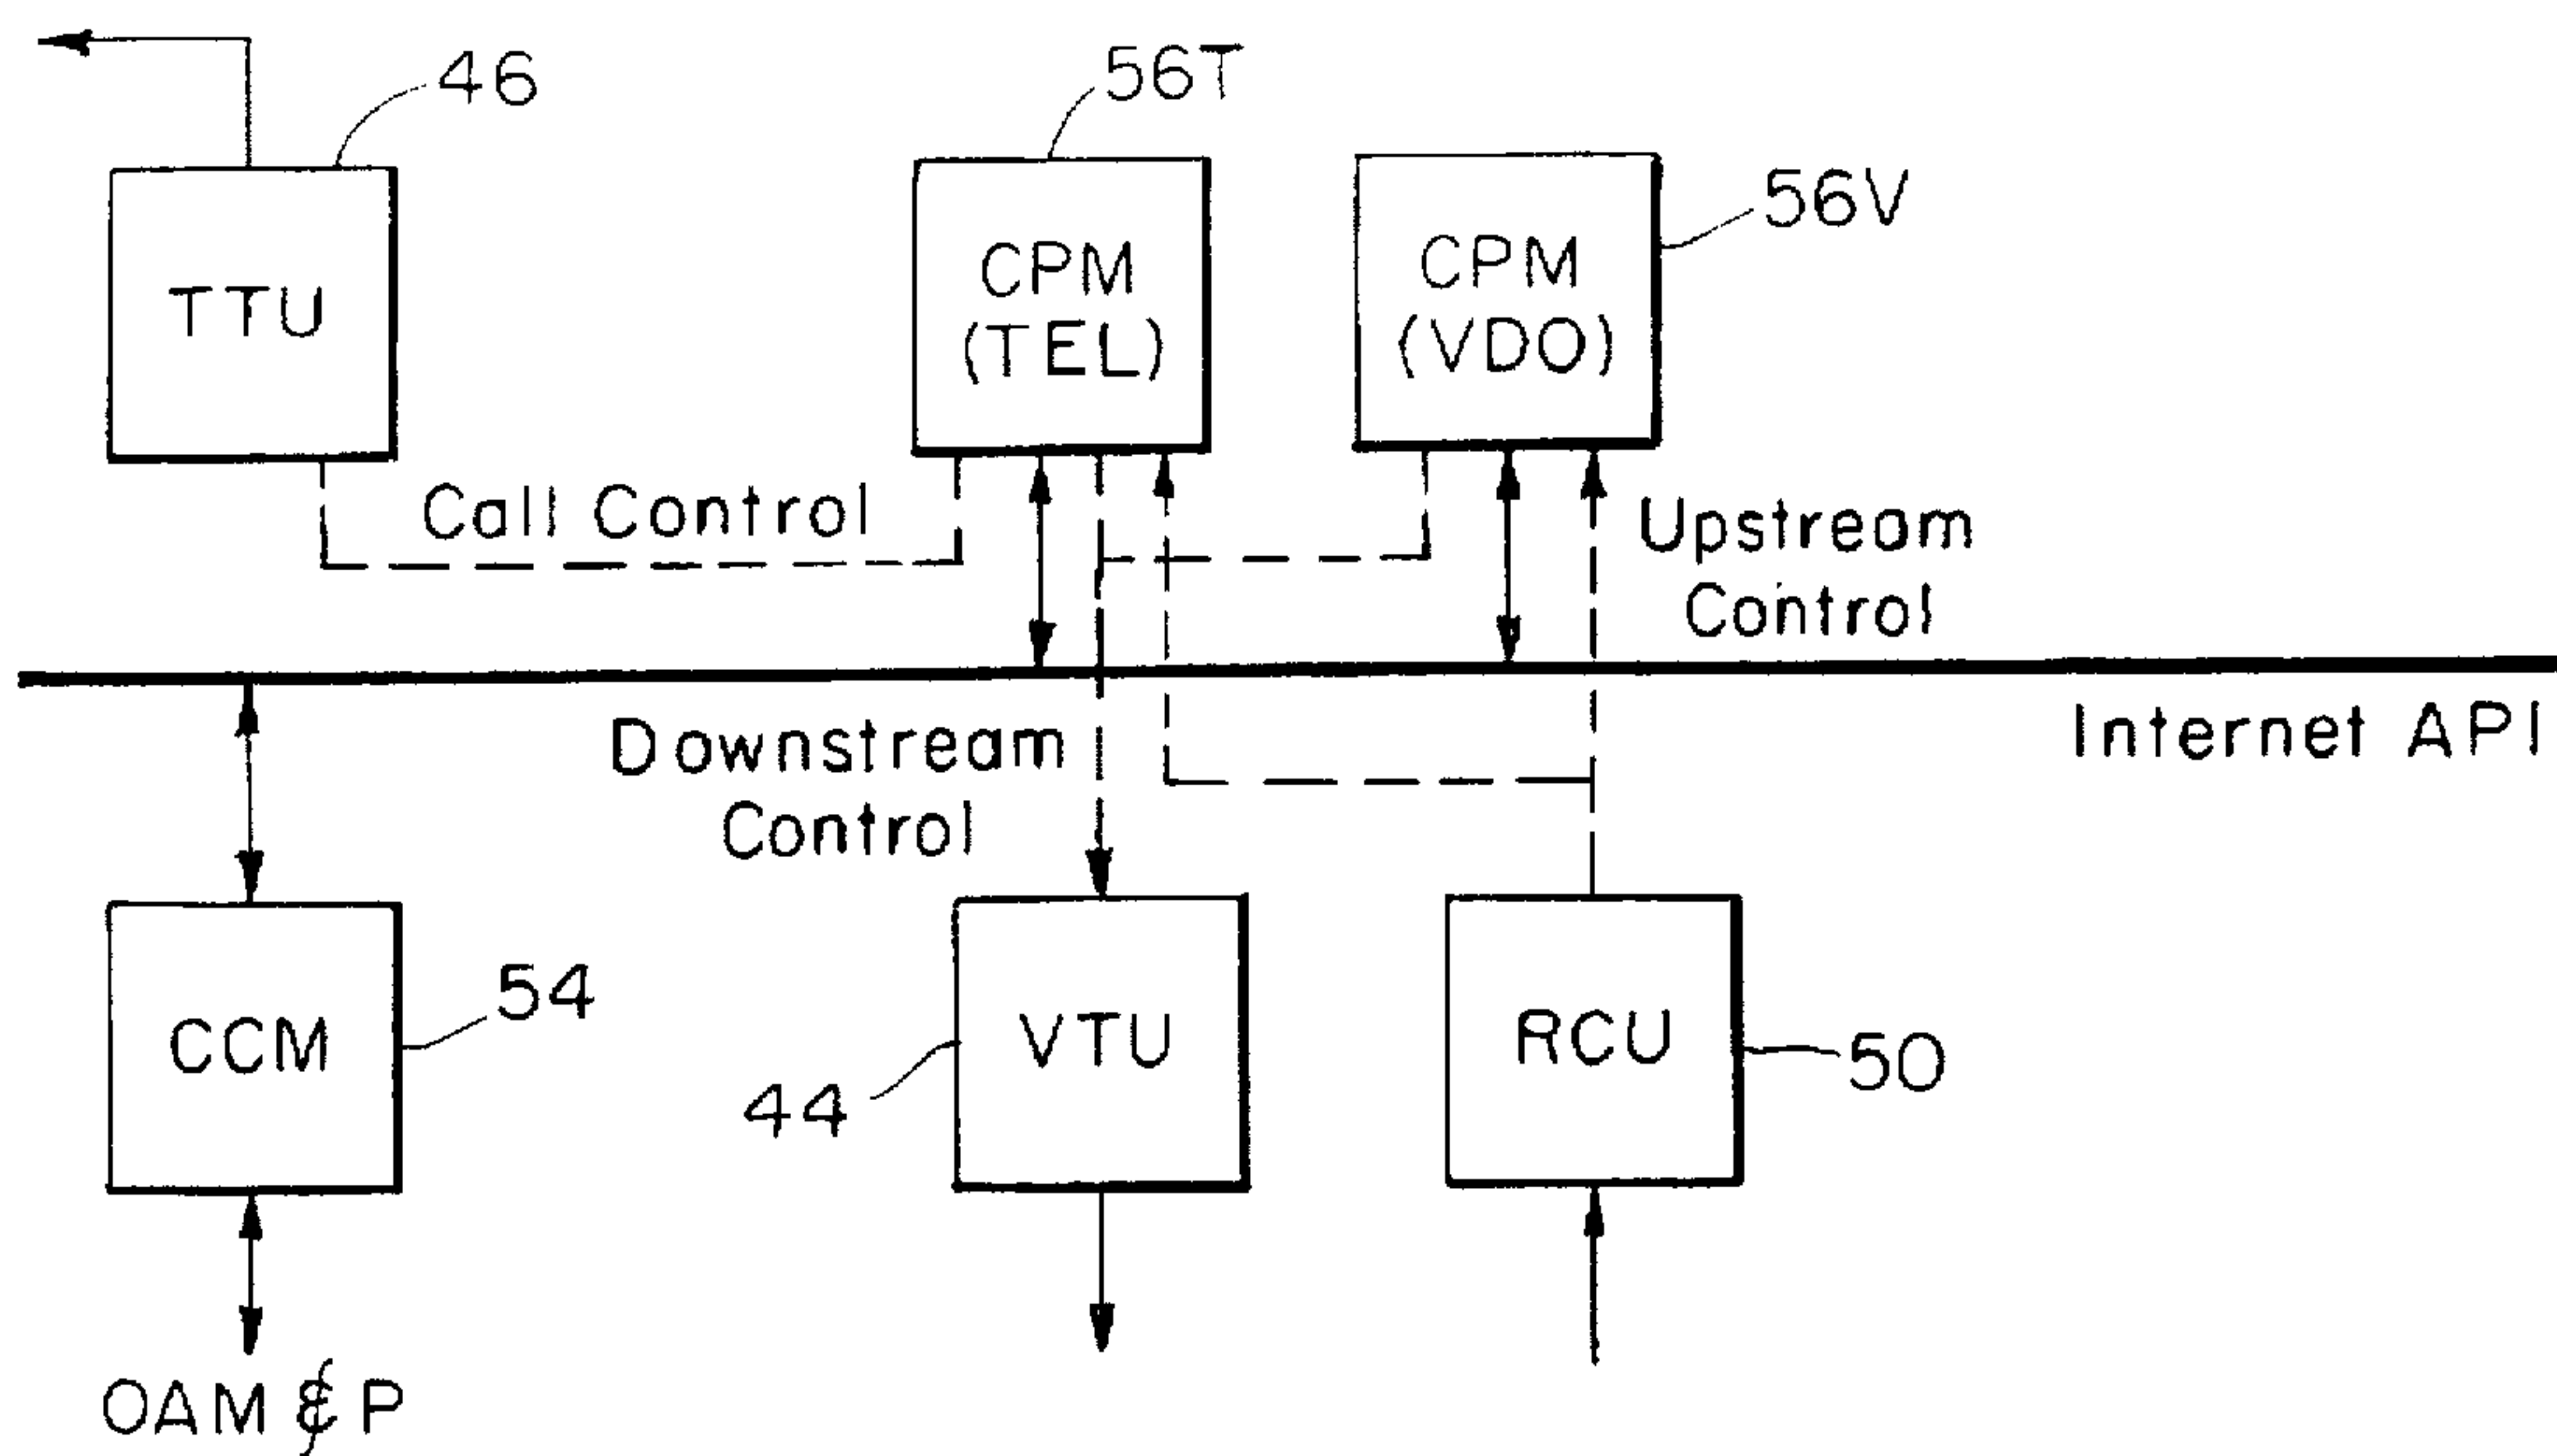 46
56T
56V
TTU
CPM
(TEL)
CPM
(VDO)
Call Control
Upstream
Control
Internet API
Downstream
Control
54
CCM
44
VTU
RCU
50
OAM & P